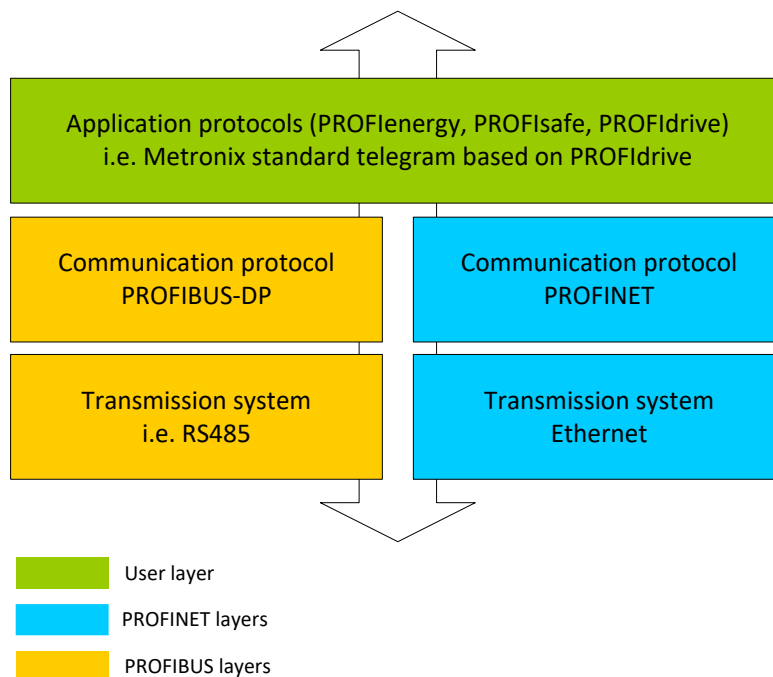 Application protocols (PROFIenergy, PROFIsafe, PROFIdrive)
i.e. Metronix standard telegram based on PROFIdrive
Communication protocol
PROFIBUS-DP
Communication protocol
PROFINET
Transmission system
i.e. RS485
Transmission system
Ethernet
User layer
PROFINET layers
PROFIBUS layers